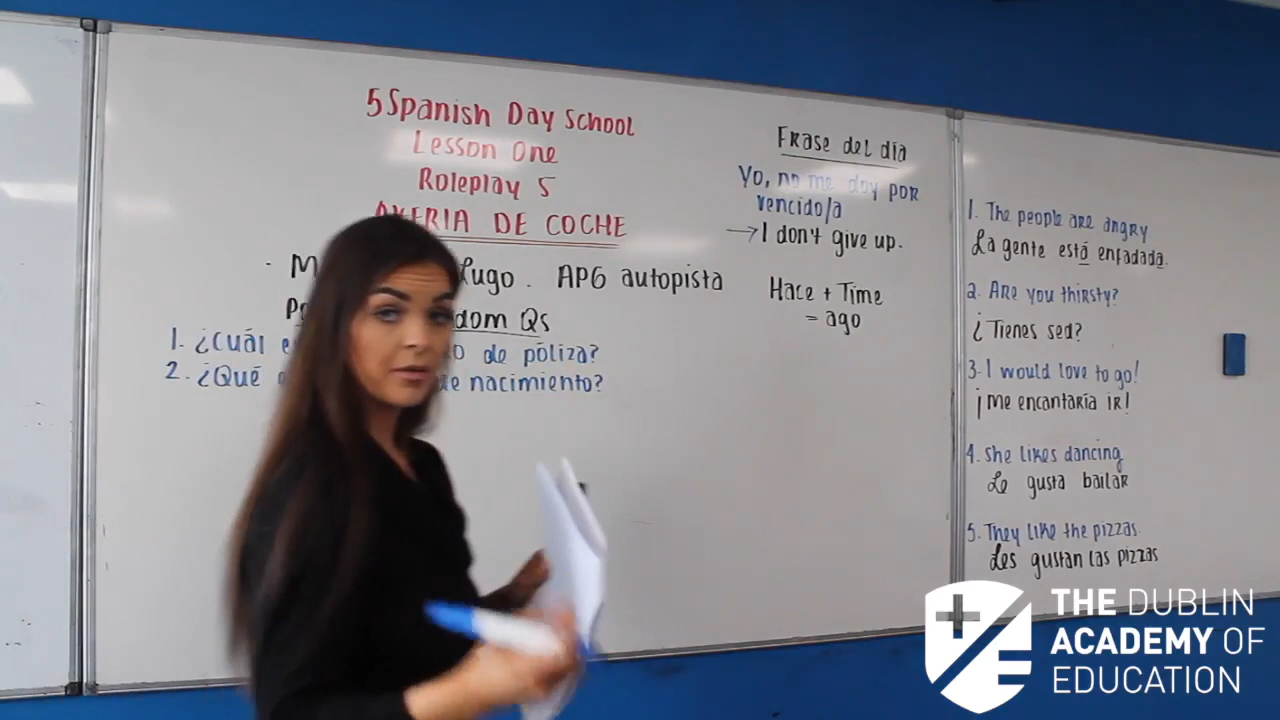 5 Spanish Day School
Lesson One
Roleplay 5
AVERIA DE COCHE
Lugo. AP6 autopista
Qs
1. ¿Cuál de póliza?
2. ¿Qué de nacimiento?
Frase del día
Yo, no me doy por
vencido/a
→ I don't give up.
Hace + Time
= ago
1. The people are angry
La gente está enfadada.
2. Are you thirsty?
¿Tienes sed?
3. I would love to go!
¡Me encantaría ir!
4. She likes dancing
Le gusta bailar
5. They like the pizzas.
Les gustan las pizzas
THE DUBLIN
ACADEMY OF
EDUCATION